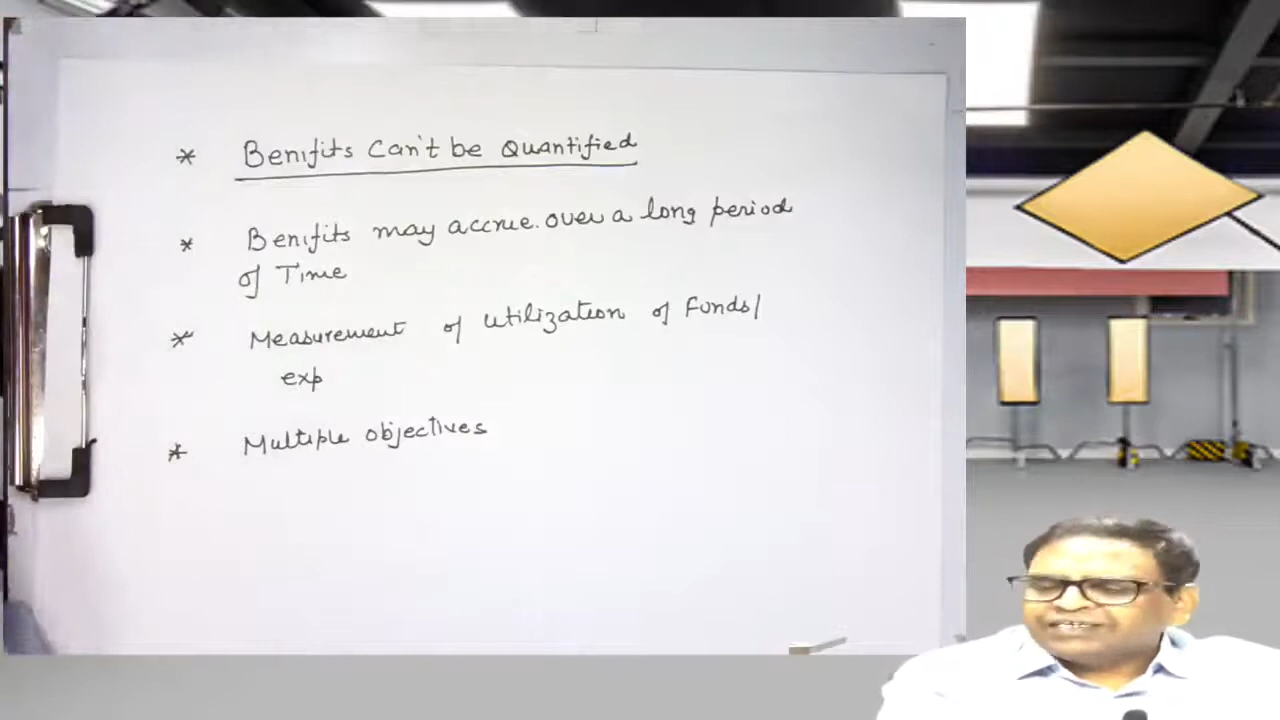 * Benifits Can't be Quantified
* Benifits may accrue over a long period
of Time
* Measurement of utilization of Funds/
exp
* Multiple objectives